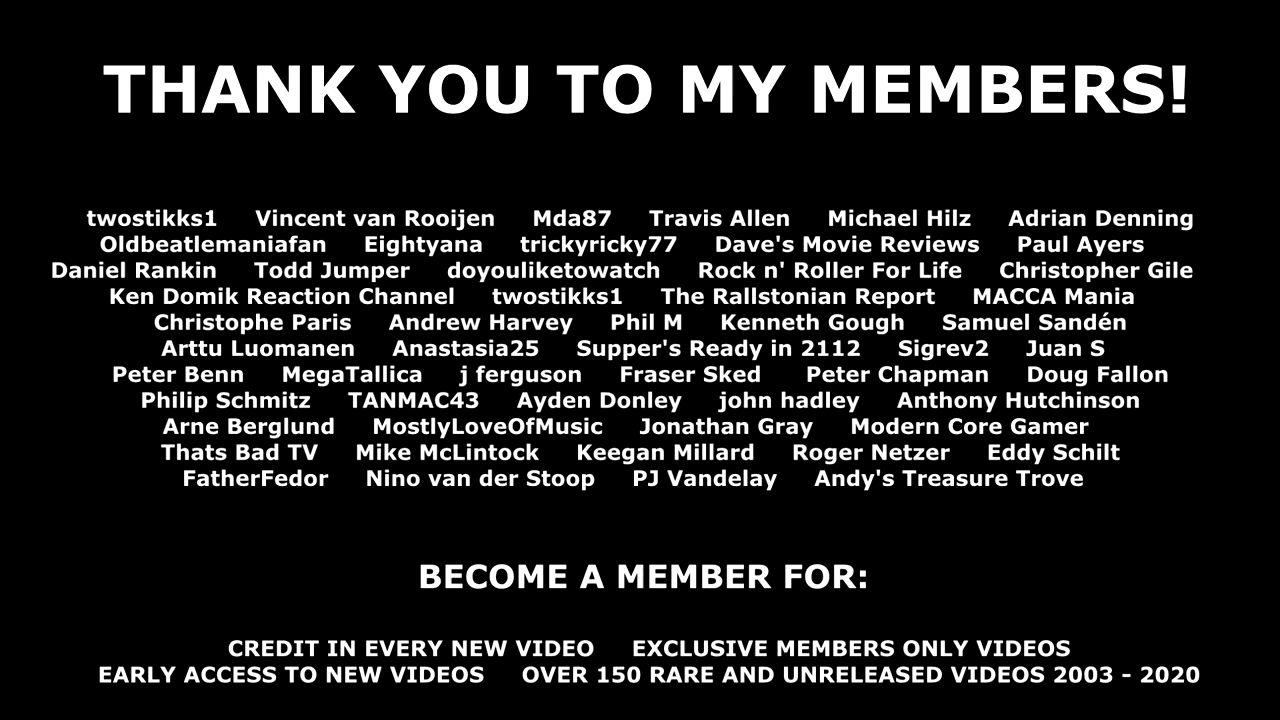 THANK YOU TO MY MEMBERS!
twostikks1 Vincent van Rooijen Mda87 Travis Allen Michael Hilz Adrian Denning
Oldbeatlemaniafan Eightyana trickyricky77 Dave's Movie Reviews Paul Ayers
Daniel Rankin Todd Jumper doyouliketowatch Rock n' Roller For Life Christopher Gile
Ken Domik Reaction Channel twostikks1 The Rallstonian Report MACCA Mania
Christophe Paris Andrew Harvey Phil M Kenneth Gough Samuel Sandén
Arttu Luomanen Anastasia25 Supper's Ready in 2112 Sigrev2 Juan S
Peter Benn MegaTallica j ferguson Fraser Sked Peter Chapman Doug Fallon
Philip Schmitz TANMAC43 Ayden Donley john hadley Anthony Hutchinson
Arne Berglund MostlyLoveOfMusic Jonathan Gray Modern Core Gamer
Thats Bad TV Mike McLintock Keegan Millard Roger Netzer Eddy Schilt
FatherFedor Nino van der Stoop PJ Vandelay Andy's Treasure Trove
BECOME A MEMBER FOR:
CREDIT IN EVERY NEW VIDEO EXCLUSIVE MEMBERS ONLY VIDEOS
EARLY ACCESS TO NEW VIDEOS OVER 150 RARE AND UNRELEASED VIDEOS 2003 - 2020